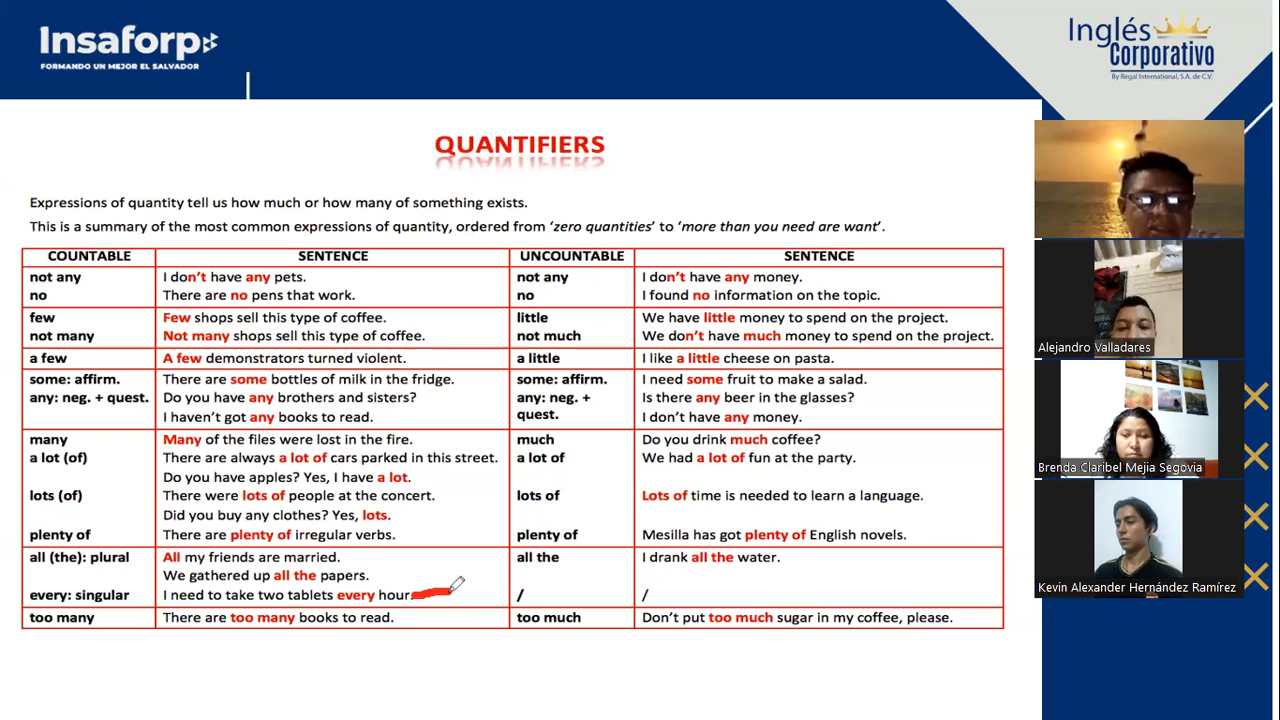 Insaforp
FORMANDO UN MEJOR EL SALVADOR
Inglés
Corporativo
By Regal International, S.A. de C.V.
QUANTIFIERS
Expressions of quantity tell us how much or how many of something exists.
This is a summary of the most common expressions of quantity, ordered from ‘zero quantities’ to ‘more than you need are want’.
COUNTABLE SENTENCE UNCOUNTABLE SENTENCE
not any I don’t have any pets. not any I don’t have any money.
no There are no pens that work. no I found no information on the topic.
few Few shops sell this type of coffee. little We have little money to spend on the project.
not many Not many shops sell this type of coffee. not much We don’t have much money to spend on the project.
a few A few demonstrators turned violent. a little I like a little cheese on pasta.
some: affirm. There are some bottles of milk in the fridge. some: affirm. I need some fruit to make a salad.
any: neg. + quest. Do you have any brothers and sisters? any: neg. + Is there any beer in the glasses?
I haven’t got any books to read. quest. I don’t have any money.
many Many of the files were lost in the fire. much Do you drink much coffee?
a lot (of) There are always a lot of cars parked in this street. a lot of We had a lot of fun at the party.
Do you have apples? Yes, I have a lot.
lots (of) There were lots of people at the concert. lots of Lots of time is needed to learn a language.
Did you buy any clothes? Yes, lots.
plenty of There are plenty of irregular verbs. plenty of Mesilla has got plenty of English novels.
all (the): plural All my friends are married. all the I drank all the water.
We gathered up all the papers.
every: singular I need to take two tablets every hour. / /
too many There are too many books to read. too much Don’t put too much sugar in my coffee, please.
Alejandro Valladares
Brenda Claribel Mejia Segovia
Kevin Alexander Hernández Ramírez